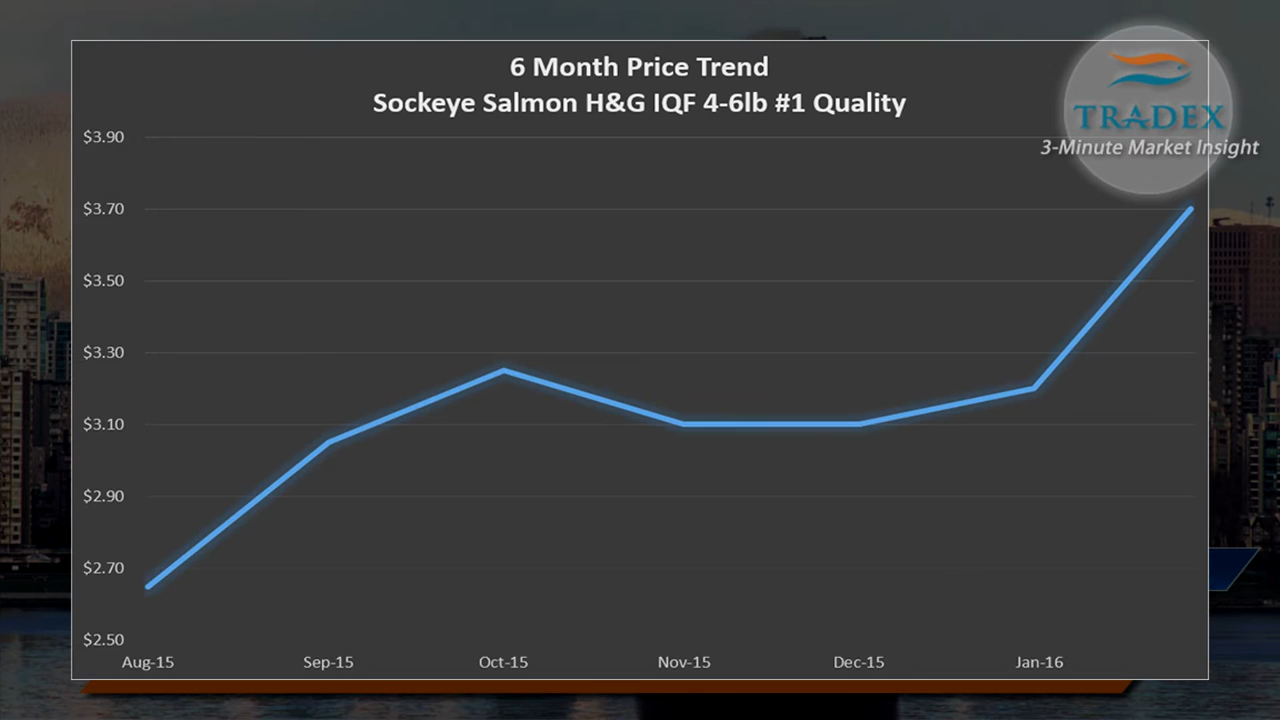 6 Month Price Trend
Sockeye Salmon H&G IQF 4-6lb #1 Quality
TRADEX
3-Minute Market Insight
$3.90
$3.70
$3.50
$3.30
$3.10
$2.90
$2.70
$2.50
Aug-15 Sep-15 Oct-15 Nov-15 Dec-15 Jan-16